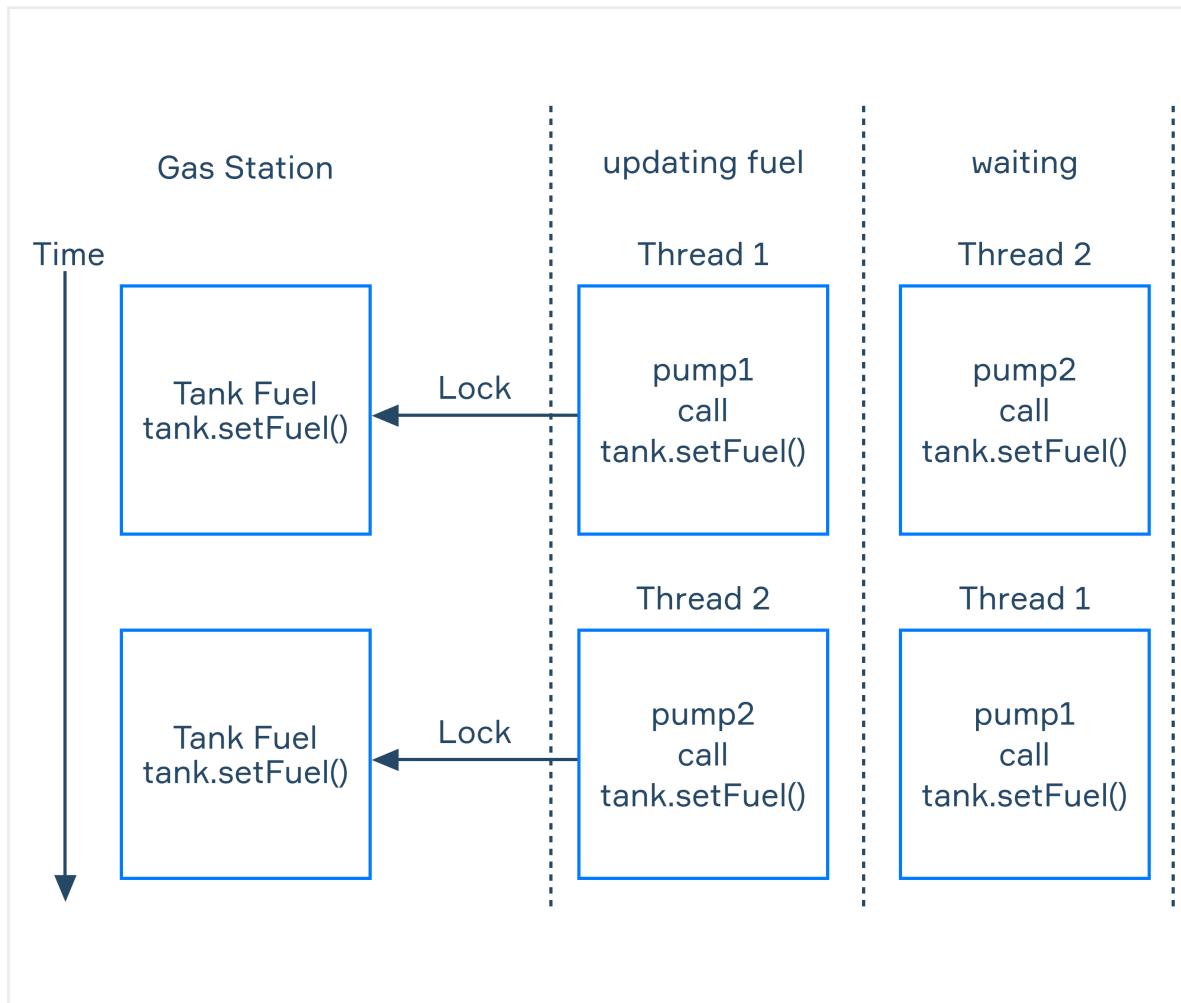 Gas Station
updating fuel
waiting
Time
Thread 1
Thread 2
Tank Fuel
tank.setFuel()
Lock
pump1
call
tank.setFuel()
pump2
call
tank.setFuel()
Thread 2
Thread 1
Tank Fuel
tank.setFuel()
Lock
pump2
call
tank.setFuel()
pump1
call
tank.setFuel()